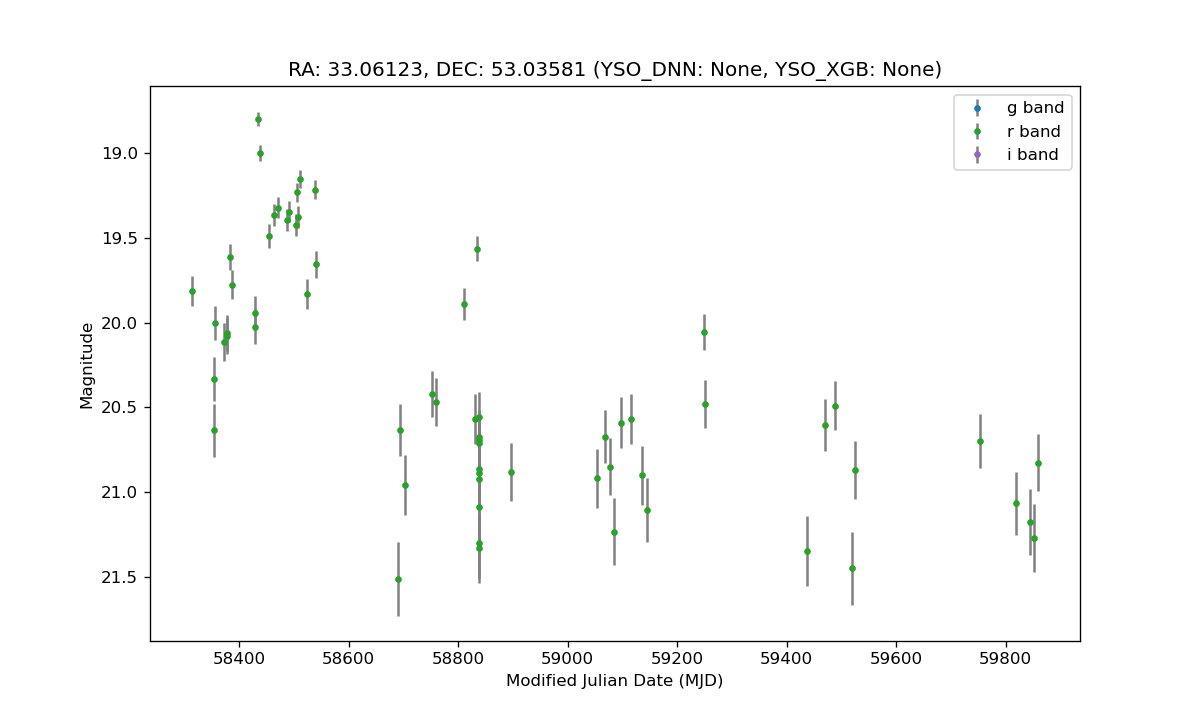 RA: 33.06123, DEC: 53.03581 (YSO_DNN: None, YSO_XGB: None)
g band
r band
i band
Magnitude
19.0
19.5
20.0
20.5
21.0
21.5
58400
58600
58800
59000
59200
59400
59600
59800
Modified Julian Date (MJD)